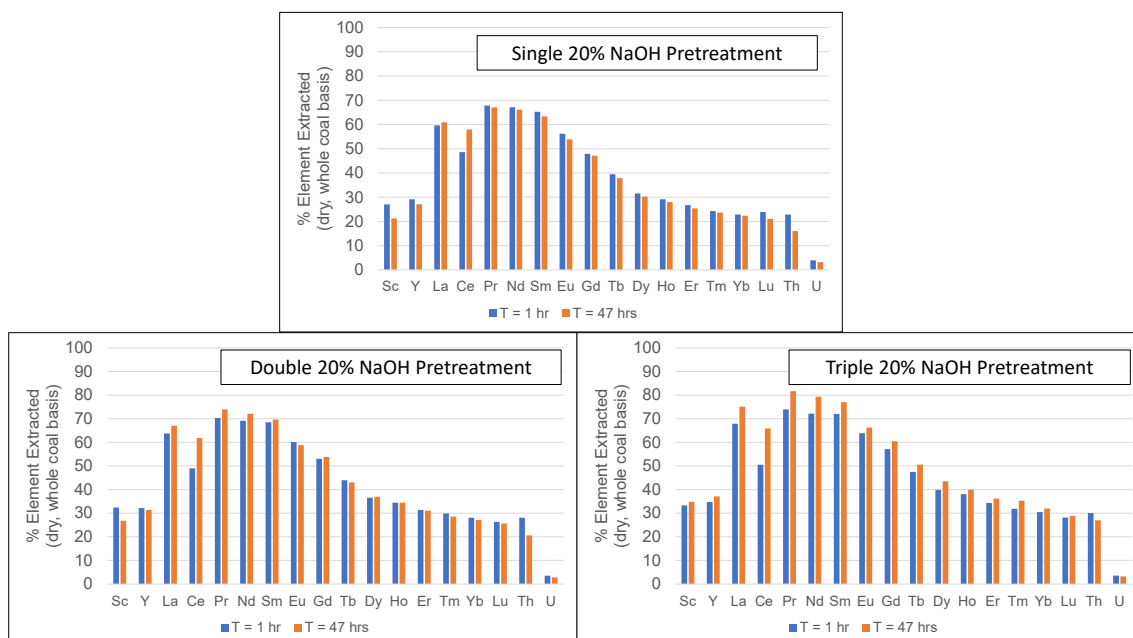 Single 20% NaOH Pretreatment
% Element Extracted
(dry, whole coal basis)
100
90
80
70
60
50
40
30
20
10
0
Sc Y La Ce Pr Nd Sm Eu Gd Tb Dy Ho Er Tm Yb Lu Th U
T = 1 hr T = 47 hrs
Double 20% NaOH Pretreatment
% Element Extracted
(dry, whole coal basis)
100
90
80
70
60
50
40
30
20
10
0
Sc Y La Ce Pr Nd Sm Eu Gd Tb Dy Ho Er Tm Yb Lu Th U
T = 1 hr T = 47 hrs
Triple 20% NaOH Pretreatment
% Element Extracted
(dry, whole coal basis)
100
90
80
70
60
50
40
30
20
10
0
Sc Y La Ce Pr Nd Sm Eu Gd Tb Dy Ho Er Tm Yb Lu Th U
T = 1 hr T = 47 hrs